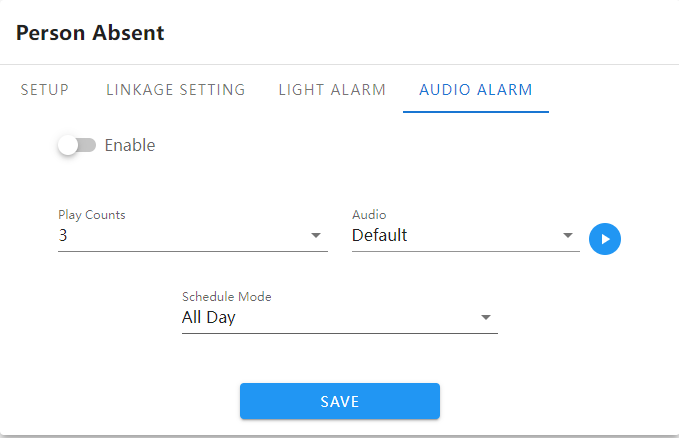 Person Absent
SETUP LINKAGE SETTING LIGHT ALARM AUDIO ALARM
Enable
Play Counts Audio
3 Default
Schedule Mode
All Day
SAVE